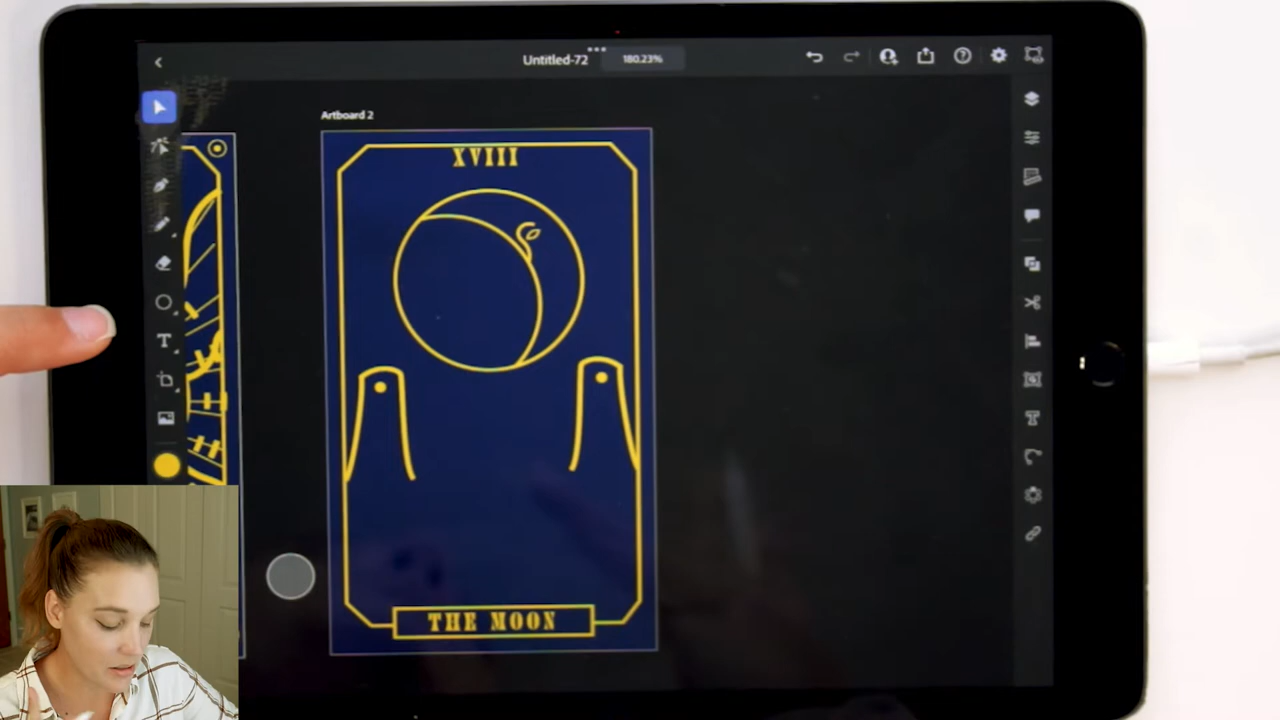 Untitled-72
180.23%
Artboard 2
XVIII
T
THE MOON